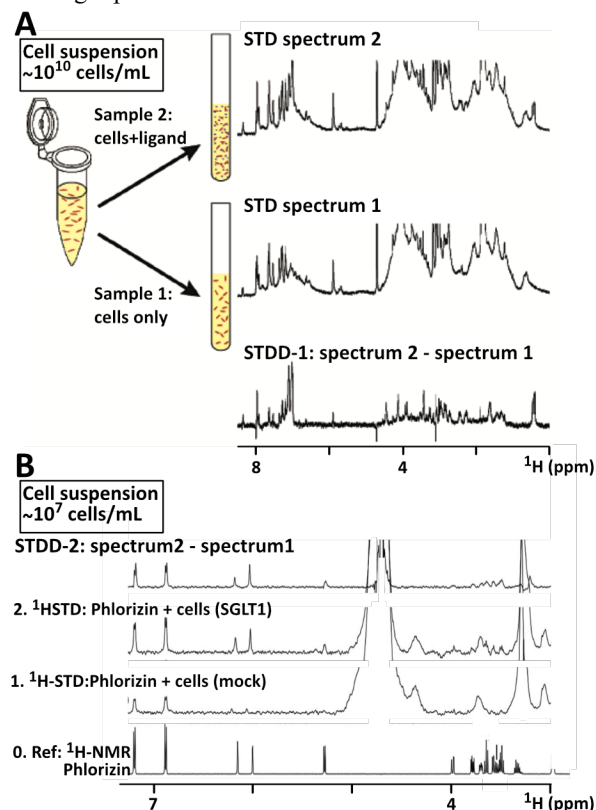 A
Cell suspension
~10¹⁰ cells/mL
Sample 2:
cells+ligand
STD spectrum 2
STD spectrum 1
Sample 1:
cells only
STDD-1: spectrum 2 - spectrum 1
8 4 ¹H (ppm)
B
Cell suspension
~10⁷ cells/mL
STDD-2: spectrum2 - spectrum1
2. ¹HSTD: Phlorizin + cells (SGLT1)
1. ¹H-STD:Phlorizin + cells (mock)
0. Ref: ¹H-NMR
Phlorizin
7 4 ¹H (ppm)